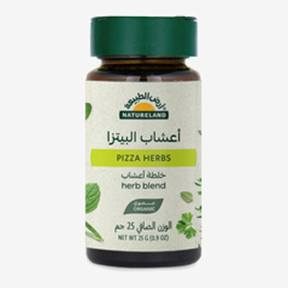 أرض الطبيعة
NATURELAND
أعشاب البيتزا
PIZZA HERBS
خلطة أعشاب
herb blend
عضوي
ORGANIC
الوزن الصافي 25 جم
NET WT 25 G (0.9 OZ)